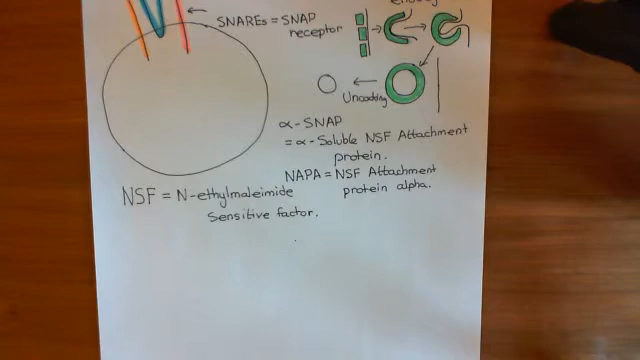 SNAREs = SNAP
receptor
Uncoating
α-SNAP
= α-Soluble NSF Attachment
protein.
NAPA = NSF Attachment
protein alpha.
NSF = N-ethylmaleimide
Sensitive factor.